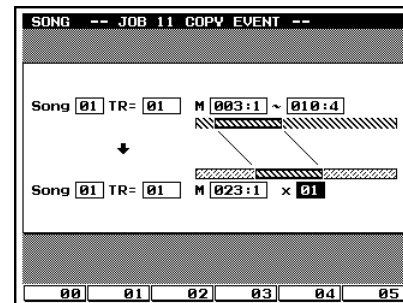 SONG -- JOB 11 COPY EVENT --
Song 01 TR= 01 M 003:1 ~ 010:4
Song 01 TR= 01 M 023:1 x 01
00 01 02 03 04 05